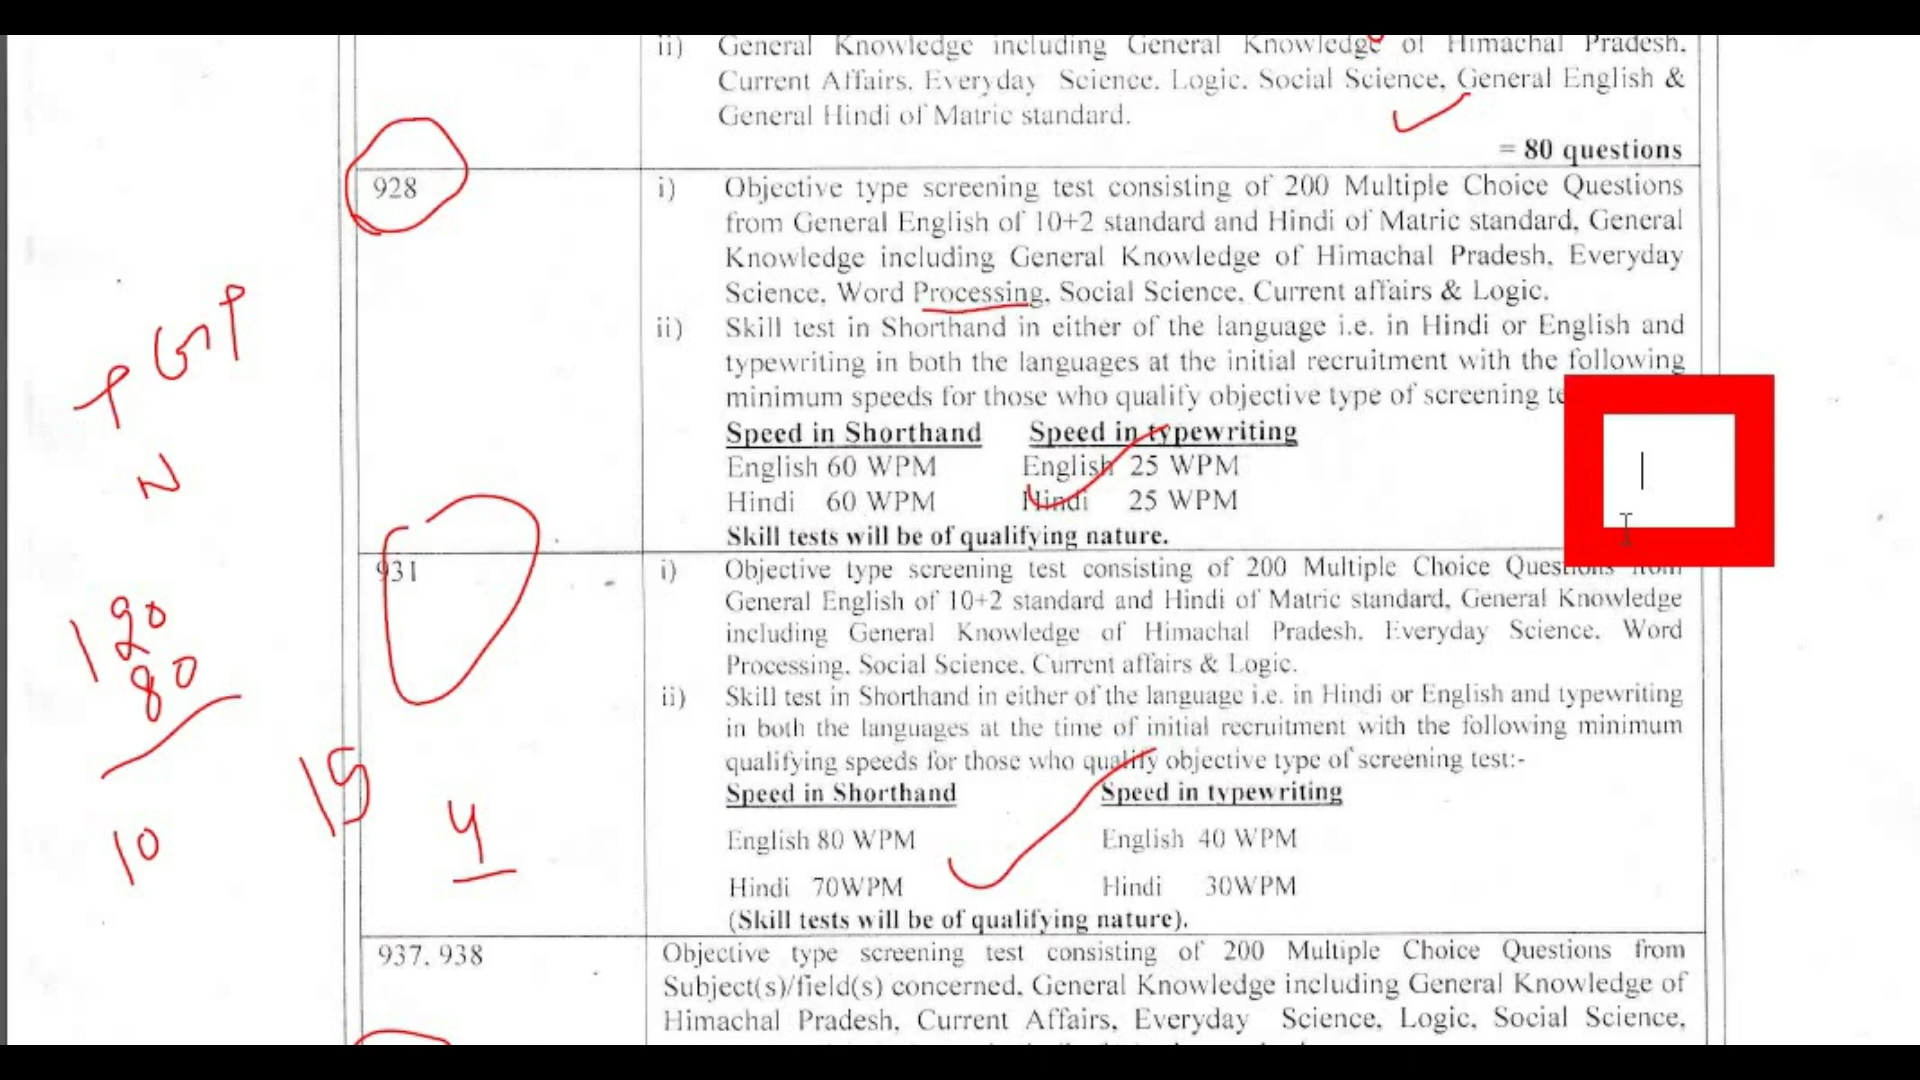 ii) General Knowledge including General Knowledge of Himachal Pradesh,
Current Affairs, Everyday Science, Logic, Social Science, General English &
General Hindi of Matric standard.
= 80 questions
928
i) Objective type screening test consisting of 200 Multiple Choice Questions
from General English of 10+2 standard and Hindi of Matric standard, General
Knowledge including General Knowledge of Himachal Pradesh, Everyday
Science, Word Processing, Social Science, Current affairs & Logic.
ii) Skill test in Shorthand in either of the language i.e. in Hindi or English and
typewriting in both the languages at the initial recruitment with the following
minimum speeds for those who qualify objective type of screening
Speed in Shorthand Speed in typewriting
English 60 WPM English 25 WPM
Hindi 60 WPM Hindi 25 WPM
Skill tests will be of qualifying nature.
931
i) Objective type screening test consisting of 200 Multiple Choice Questions from
General English of 10+2 standard and Hindi of Matric standard, General Knowledge
including General Knowledge of Himachal Pradesh, Everyday Science, Word
Processing, Social Science, Current affairs & Logic.
ii) Skill test in Shorthand in either of the language i.e. in Hindi or English and typewriting
in both the languages at the time of initial recruitment with the following minimum
qualifying speeds for those who qualify objective type of screening test:-
Speed in Shorthand Speed in typewriting
English 80 WPM English 40 WPM
Hindi 70WPM Hindi 30WPM
(Skill tests will be of qualifying nature).
937, 938
Objective type screening test consisting of 200 Multiple Choice Questions from
Subject(s)/field(s) concerned, General Knowledge including General Knowledge of
Himachal Pradesh, Current Affairs, Everyday Science, Logic, Social Science,
N
120
80
10
15
4